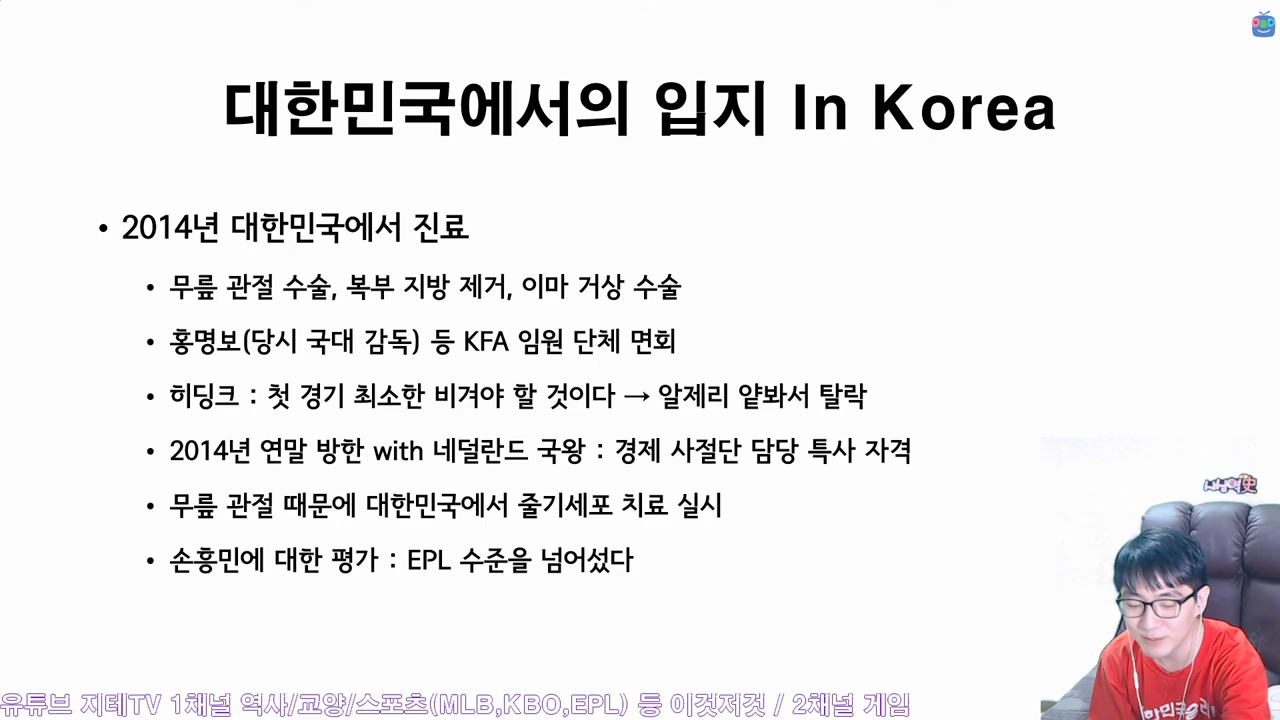 대한민국에서의 입지 In Korea
• 2014년 대한민국에서 진료
• 무릎 관절 수술, 복부 지방 제거, 이마 거상 수술
• 홍명보(당시 국대 감독) 등 KFA 임원 단체 면회
• 히딩크 : 첫 경기 최소한 비겨야 할 것이다 → 알제리 얕봐서 탈락
• 2014년 연말 방한 with 네덜란드 국왕 : 경제 사절단 담당 특사 자격
• 무릎 관절 때문에 대한민국에서 줄기세포 치료 실시
• 손흥민에 대한 평가 : EPL 수준을 넘어섰다
유튜브 지테TV 1채널 역사/교양/스포츠(MLB,KBO,EPL) 등 이것저것 / 2채널 게임